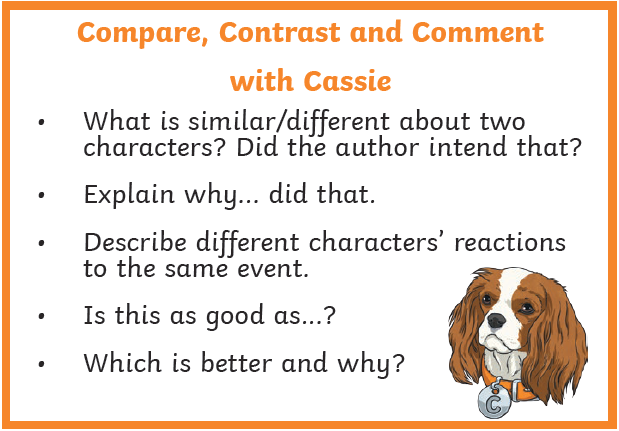 Compare, Contrast and Comment
with Cassie
• What is similar/different about two
characters? Did the author intend that?
• Explain why... did that.
• Describe different characters’ reactions
to the same event.
• Is this as good as...?
• Which is better and why?
C